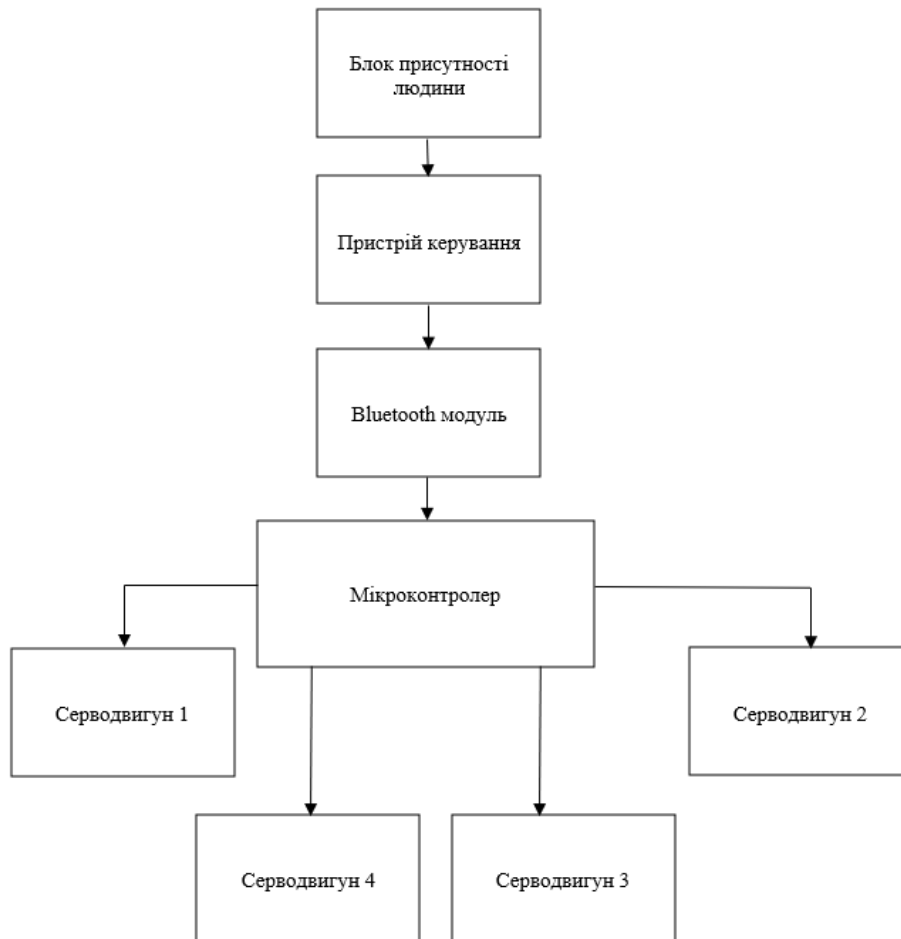 Блок присутності
людини
Пристрій керування
Bluetooth модуль
Мікроконтролер
Серводвигун 1
Серводвигун 2
Серводвигун 4
Серводвигун 3